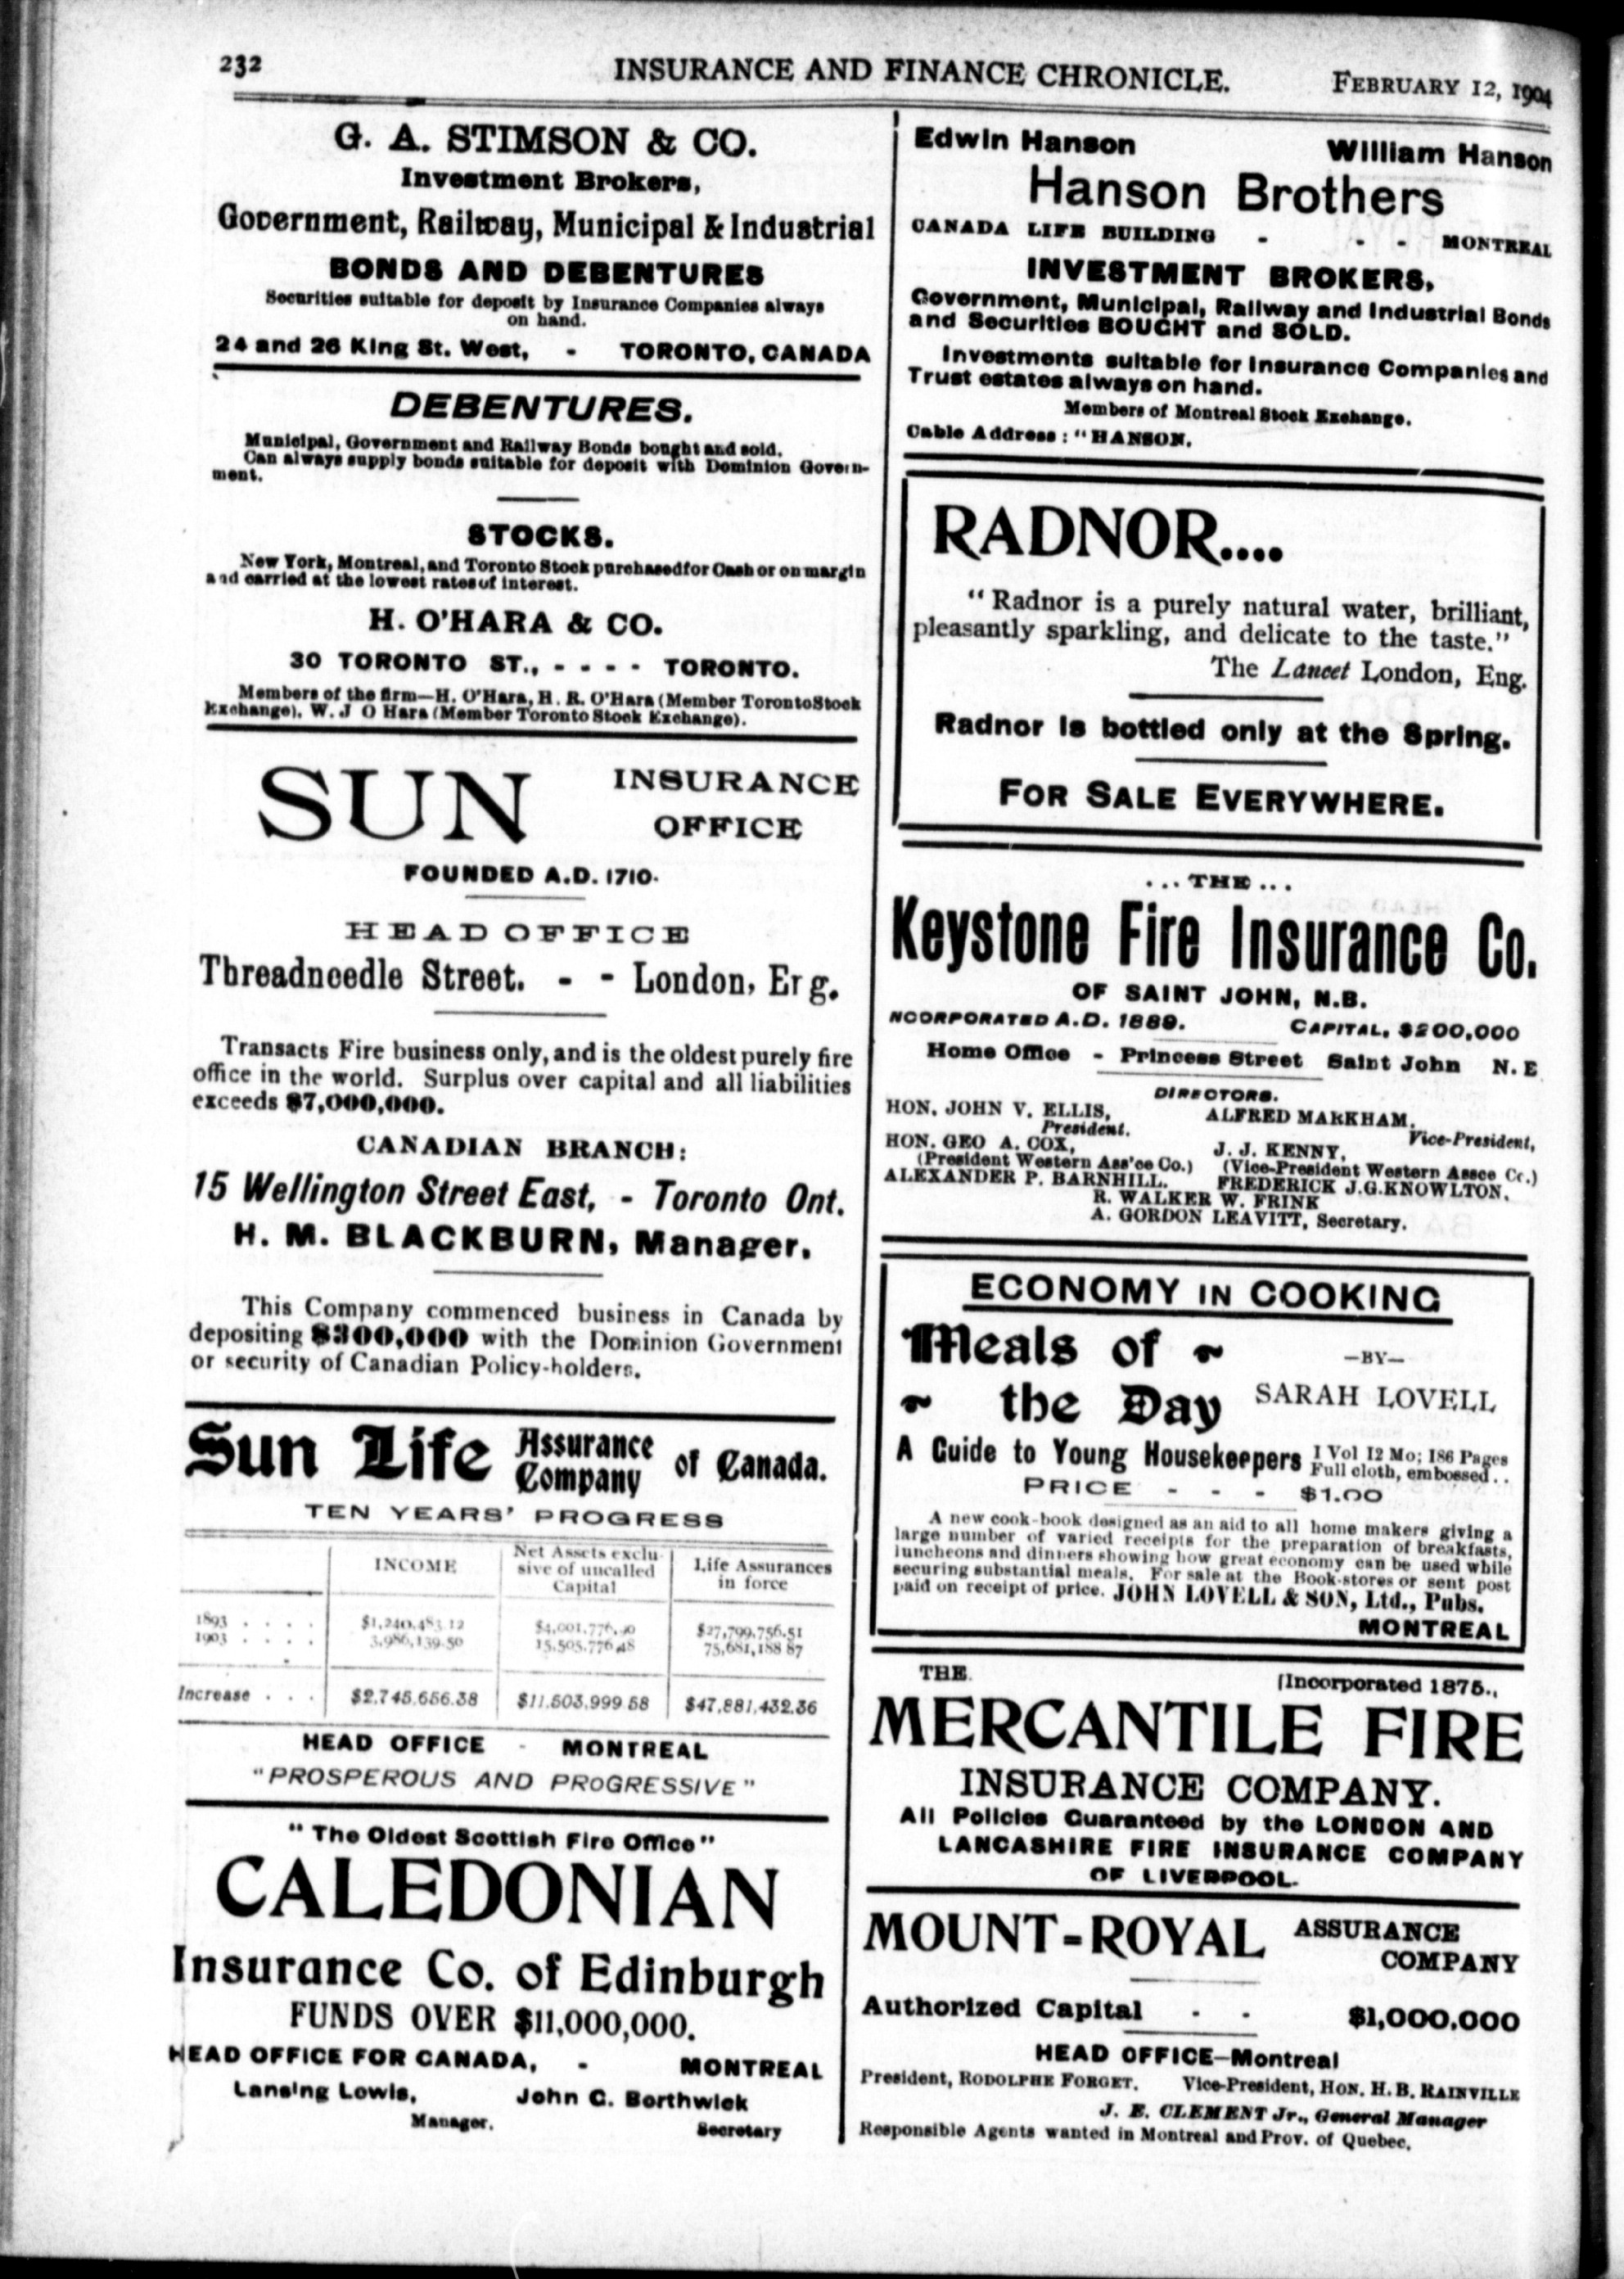 232 INSURANCE AND FINANCE CHRONICLE. FEBRUARY 12, 1904
G. A. STIMSON & CO.
Investment Brokers,
Government, Railway, Municipal & Industrial
BONDS AND DEBENTURES
Securities suitable for deposit by Insurance Companies always
on hand.
24 and 26 King St. West, - TORONTO, CANADA
DEBENTURES.
Municipal, Government and Railway Bonds bought and sold.
Can always supply bonds suitable for deposit with Dominion Govern-
ment.
STOCKS.
New York, Montreal, and Toronto Stock purchased for Cash or on margin
and carried at the lowest rates of interest.
H. O'HARA & CO.
30 TORONTO ST., - - - - TORONTO.
Members of the firm—H. O'Hara, H. R. O'Hara (Member Toronto Stock
Exchange), W. J O Hara (Member Toronto Stock Exchange).
SUN INSURANCE
OFFICE
FOUNDED A.D. 1710.
HEAD OFFICE
Threadneedle Street. - - London, Eng.
Transacts Fire business only, and is the oldest purely fire
office in the world. Surplus over capital and all liabilities
exceeds $7,000,000.
CANADIAN BRANCH:
15 Wellington Street East, - Toronto Ont.
H. M. BLACKBURN, Manager.
This Company commenced business in Canada by
depositing $300,000 with the Dominion Government
or security of Canadian Policy-holders.
Sun Life Assurance Company of Canada.
TEN YEARS' PROGRESS
INCOME Net Assets exclu-
sive of uncalled
Capital Life Assurances
in force
1893 . . . . $1,240,483.12 $27,799,756.51
1903 . . . . 3,986,139.50 15,505,776.48 75,681,188 87
Increase . . . $2,745,656.38 $11,503,999.58 $47,881,432.36
HEAD OFFICE - MONTREAL
"PROSPEROUS AND PROGRESSIVE"
"The Oldest Scottish Fire Office"
CALEDONIAN
Insurance Co. of Edinburgh
FUNDS OVER $11,000,000.
HEAD OFFICE FOR CANADA, - MONTREAL
Lansing Lewis, John C. Borthwick
Manager. Secretary
Edwin Hanson William Hanson
Hanson Brothers
CANADA LIFE BUILDING - - - MONTREAL
INVESTMENT BROKERS.
Government, Municipal, Railway and Industrial Bonds
and Securities BOUGHT and SOLD.
Investments suitable for Insurance Companies and
Trust estates always on hand.
Members of Montreal Stock Exchange.
Cable Address: "HANSON.
RADNOR....
"Radnor is a purely natural water, brilliant,
pleasantly sparkling, and delicate to the taste."
The Lancet London, Eng.
Radnor is bottled only at the Spring.
FOR SALE EVERYWHERE.
... THE ...
Keystone Fire Insurance Co.
OF SAINT JOHN, N.B.
NCORPORATED A.D. 1889. CAPITAL, $200,000
Home Office - Princess Street Saint John N. E
DIRECTORS.
HON. JOHN V. ELLIS, ALFRED MARKHAM,
President. Vice-President,
HON. GEO A. COX, J. J. KENNY,
(President Western Ass'ce Co.) (Vice-President Western Assce Co.)
ALEXANDER P. BARNHILL. FREDERICK J.G.KNOWLTON,
R. WALKER W. FRINK
A. GORDON LEAVITT, Secretary.
ECONOMY IN COOKING
Meals of ~ —BY—
~ the Day SARAH LOVELL
A Guide to Young Housekeepers 1 Vol 12 Mo; 186 Pages
Full cloth, embossed . .
PRICE - - - $1.00
A new cook-book designed as an aid to all home makers giving a
large number of varied receipts for the preparation of breakfasts,
luncheons and dinners showing how great economy can be used while
securing substantial meals. For sale at the Book-stores or sent post
paid on receipt of price. JOHN LOVELL & SON, Ltd., Pubs.
MONTREAL
THE (Incorporated 1875.,
MERCANTILE FIRE
INSURANCE COMPANY.
All Policies Guaranteed by the LONDON AND
LANCASHIRE FIRE INSURANCE COMPANY
OF LIVERPOOL.
MOUNT-ROYAL ASSURANCE
COMPANY
Authorized Capital - - $1,000,000
HEAD OFFICE—Montreal
President, RODOLPHE FORGET. Vice-President, HON. H. B. RAINVILLE
J. E. CLEMENT Jr., General Manager
Responsible Agents wanted in Montreal and Prov. of Quebec.